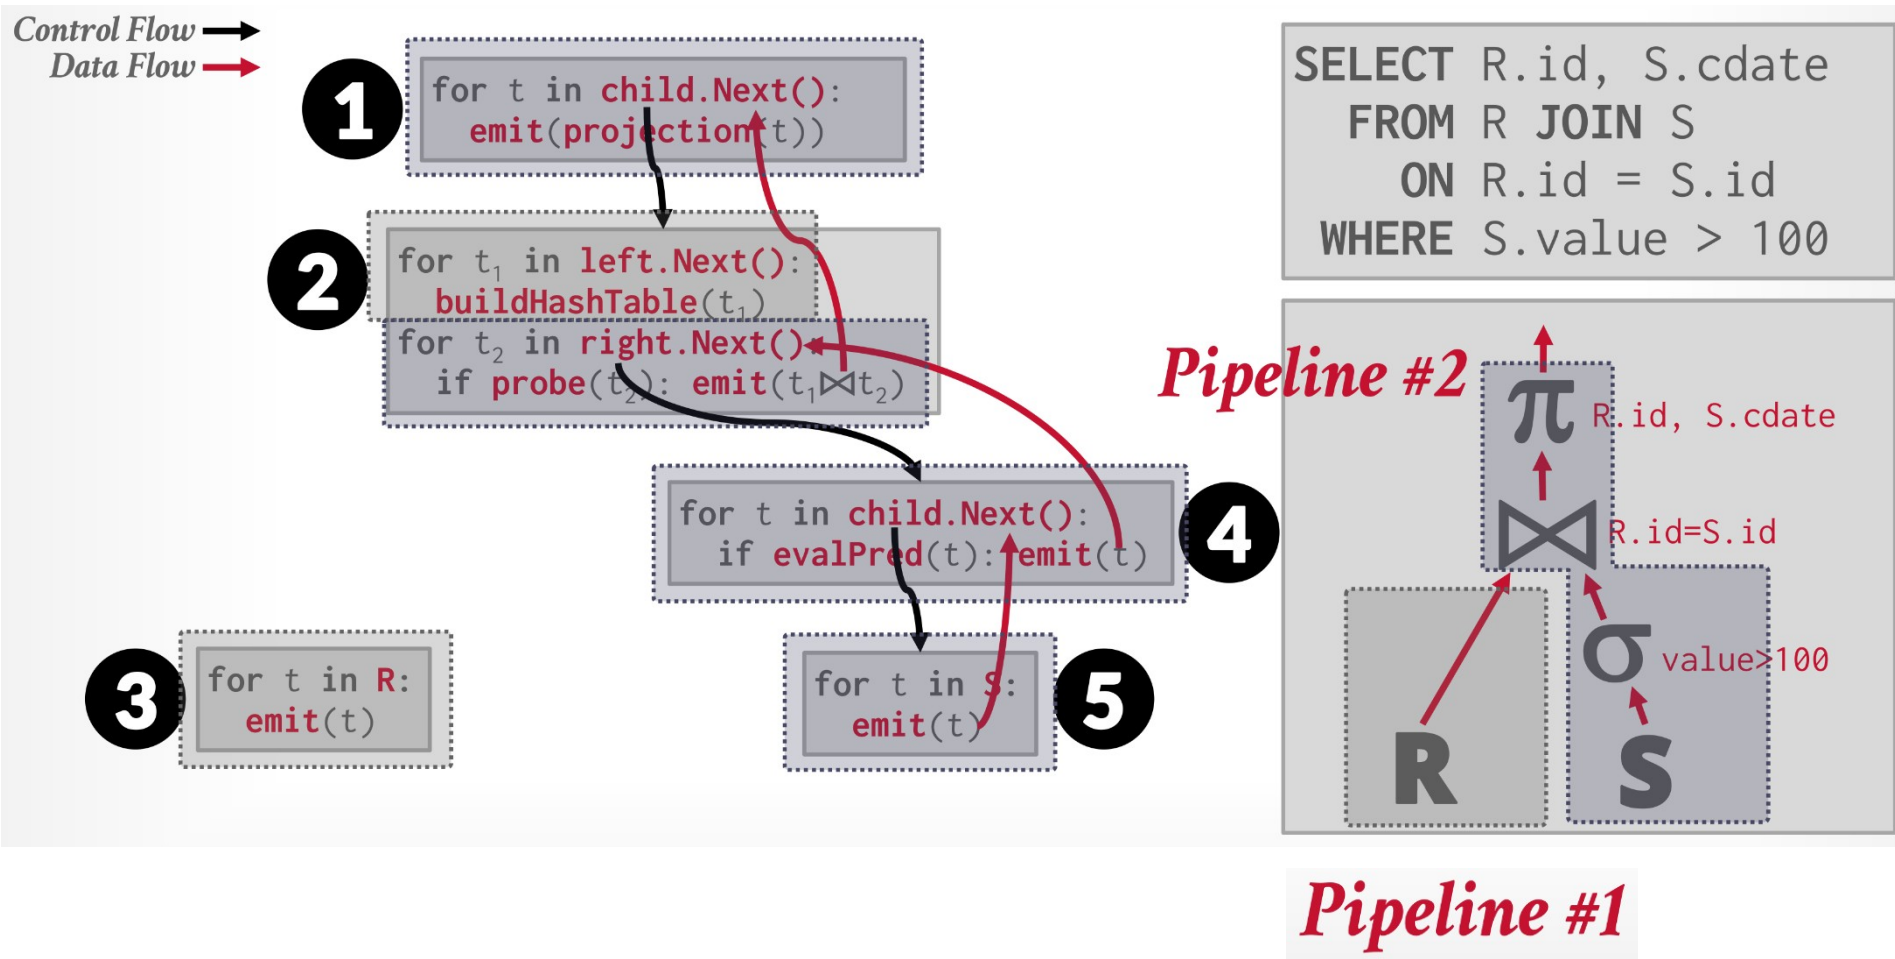 Control Flow
Data Flow
1
for t in child.Next():
emit(projection(t))
2
for t₁ in left.Next():
buildHashTable(t₁)
for t₂ in right.Next():
if probe(t₂): emit(t₁⋈t₂)
for t in child.Next():
if evalPred(t): emit(t)
4
3
for t in R:
emit(t)
for t in S:
emit(t)
5
SELECT R.id, S.cdate
FROM R JOIN S
ON R.id = S.id
WHERE S.value > 100
Pipeline #2
π R.id, S.cdate
⋈ R.id=S.id
σ value>100
R
S
Pipeline #1